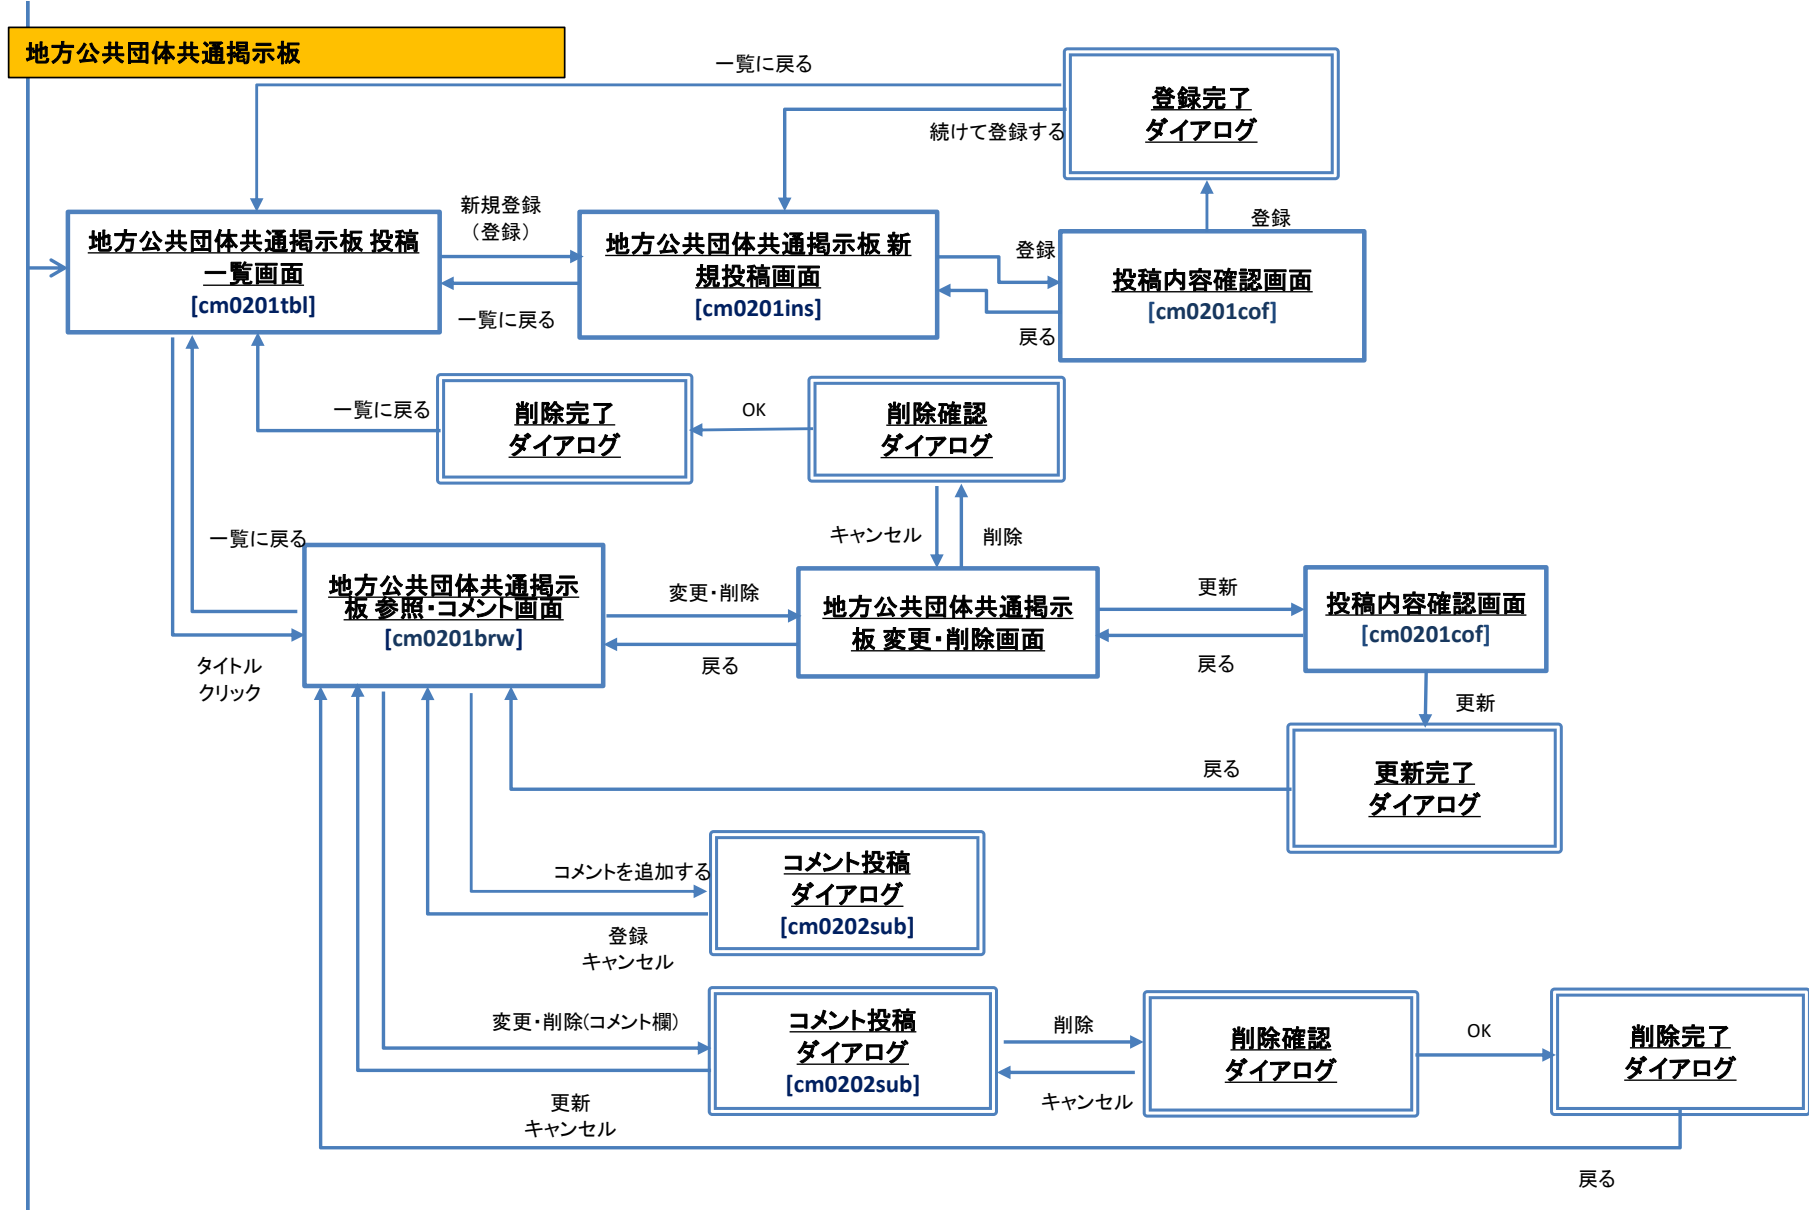 地方公共団体共通掲示板
一覧に戻る
登録完了
ダイアログ
続けて登録する
新規登録
（登録）
登録
地方公共団体共通掲示板 投稿
一覧画面
[cm0201tbl]
地方公共団体共通掲示板 新
規投稿画面
[cm0201ins]
登録
投稿内容確認画面
[cm0201cof]
一覧に戻る
戻る
一覧に戻る
削除完了
ダイアログ
OK
削除確認
ダイアログ
一覧に戻る
キャンセル
削除
地方公共団体共通掲示
板 参照・コメント画面
[cm0201brw]
変更・削除
地方公共団体共通掲示
板 変更・削除画面
更新
投稿内容確認画面
[cm0201cof]
タイトル
クリック
戻る
戻る
更新
戻る
更新完了
ダイアログ
コメントを追加する
コメント投稿
ダイアログ
[cm0202sub]
登録
キャンセル
変更・削除(コメント欄)
コメント投稿
ダイアログ
[cm0202sub]
削除
削除確認
ダイアログ
OK
削除完了
ダイアログ
更新
キャンセル
キャンセル
戻る